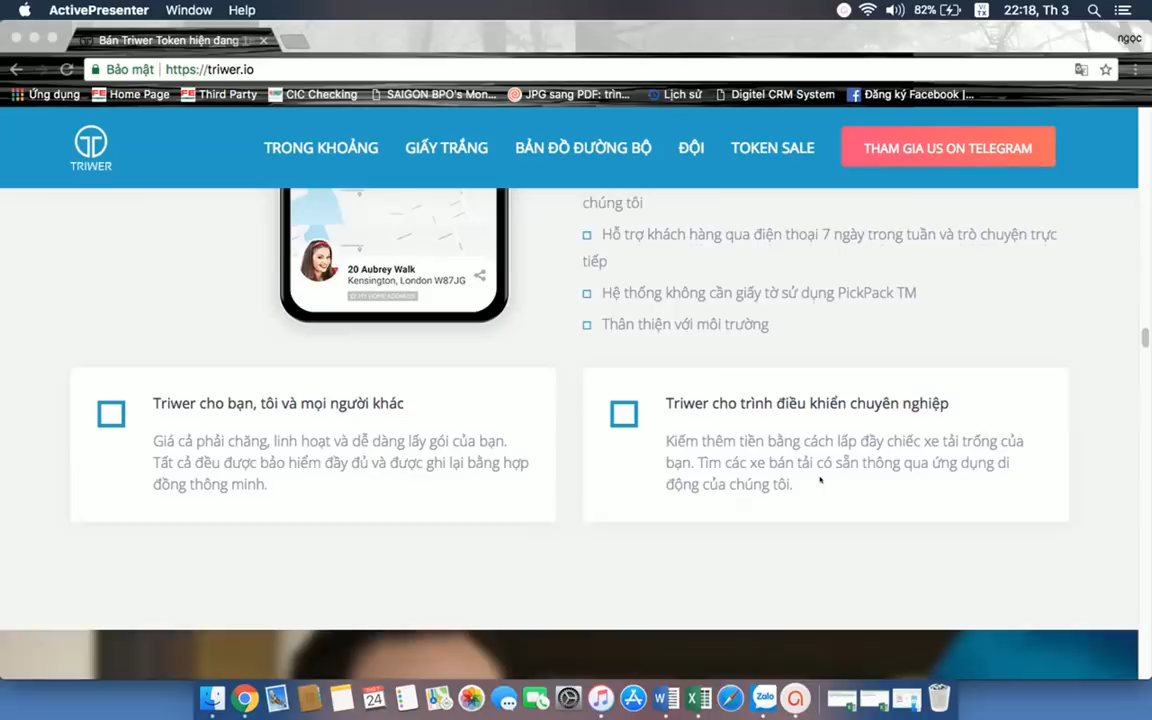 ActivePresenter Window Help 82% VI TX 22:18, Th 3
Bán Triwer Token hiện đang ngọc
Bảo mật https://triwer.io
Ứng dụng Home Page Third Party CIC Checking SAIGON BPO's Mon... JPG sang PDF: trìn... Lịch sử Digitel CRM System Đăng ký Facebook |...
TRIWER
TRONG KHOẢNG GIẤY TRẮNG BẢN ĐỒ ĐƯỜNG BỘ ĐỘI TOKEN SALE THAM GIA US ON TELEGRAM
chúng tôi
Hỗ trợ khách hàng qua điện thoại 7 ngày trong tuần và trò chuyện trực
tiếp
Hệ thống không cần giấy tờ sử dụng PickPack TM
Thân thiện với môi trường
20 Aubrey Walk
Kensington, London W87JG
MY HOME ADDRESS
Triwer cho bạn, tôi và mọi người khác
Giá cả phải chăng, linh hoạt và dễ dàng lấy gói của bạn.
Tất cả đều được bảo hiểm đầy đủ và được ghi lại bằng hợp
đồng thông minh.
Triwer cho trình điều khiển chuyên nghiệp
Kiếm thêm tiền bằng cách lấp đầy chiếc xe tải trống của
bạn. Tìm các xe bán tải có sẵn thông qua ứng dụng di
động của chúng tôi.
24
Zalo